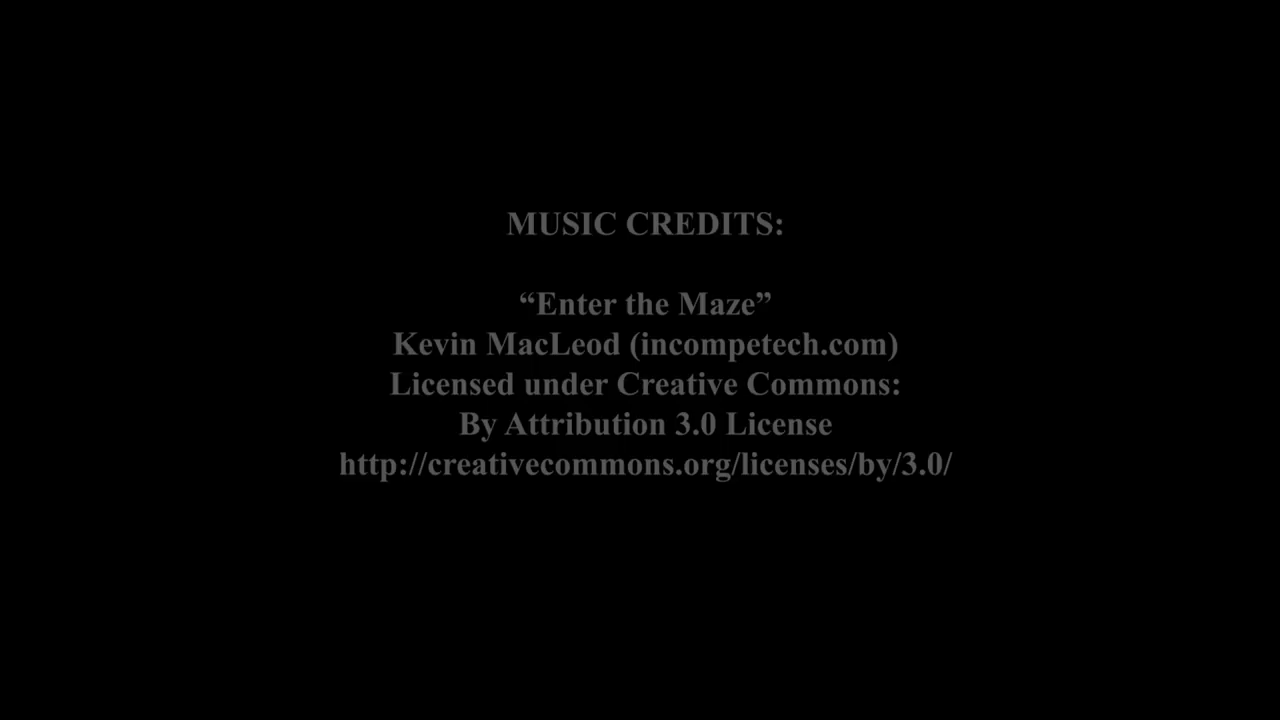 MUSIC CREDITS:
“Enter the Maze”
Kevin MacLeod (incompetech.com)
Licensed under Creative Commons:
By Attribution 3.0 License
http://creativecommons.org/licenses/by/3.0/